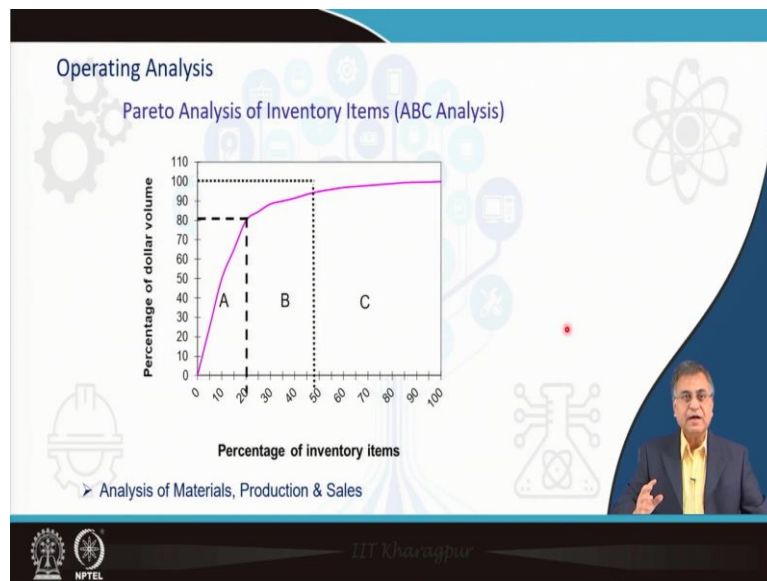 Operating Analysis
Pareto Analysis of Inventory Items (ABC Analysis)
Percentage of dollar volume
110
100
90
80
70
60
50
40
30
20
10
0
A
B
C
0
10
20
30
40
50
60
70
80
90
100
Percentage of inventory items
➢ Analysis of Materials, Production & Sales
NPTEL
IIT Kharagpur